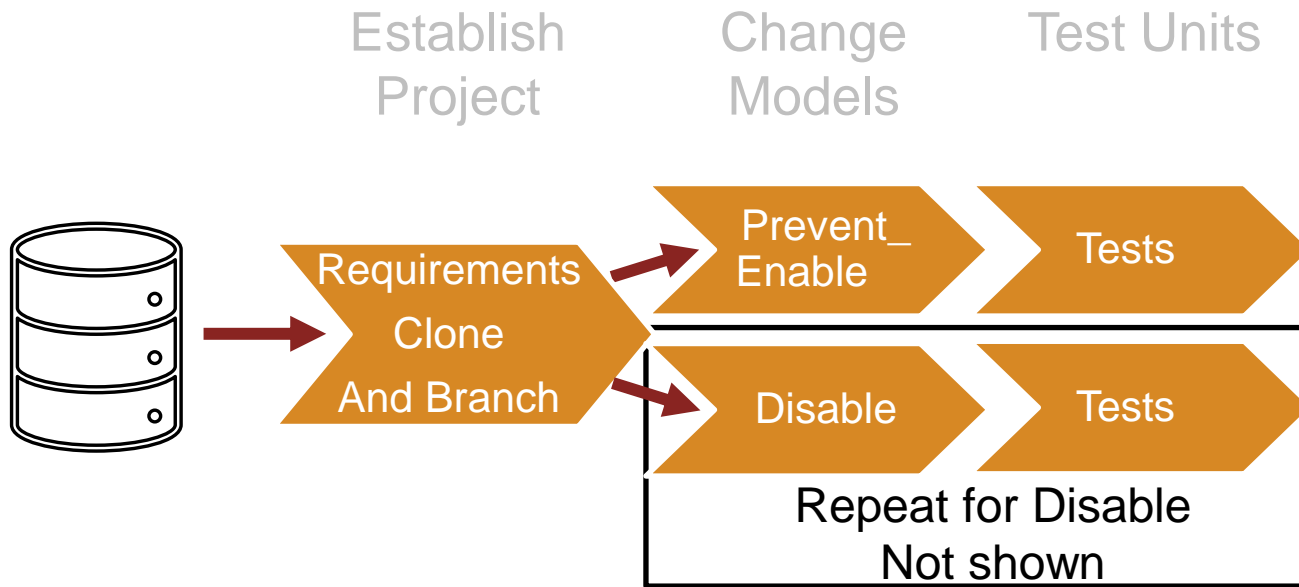 Establish
Project
Change
Models
Test Units
Requirements
Clone
And Branch
Prevent_
Enable
Tests
Disable
Tests
Repeat for Disable
Not shown